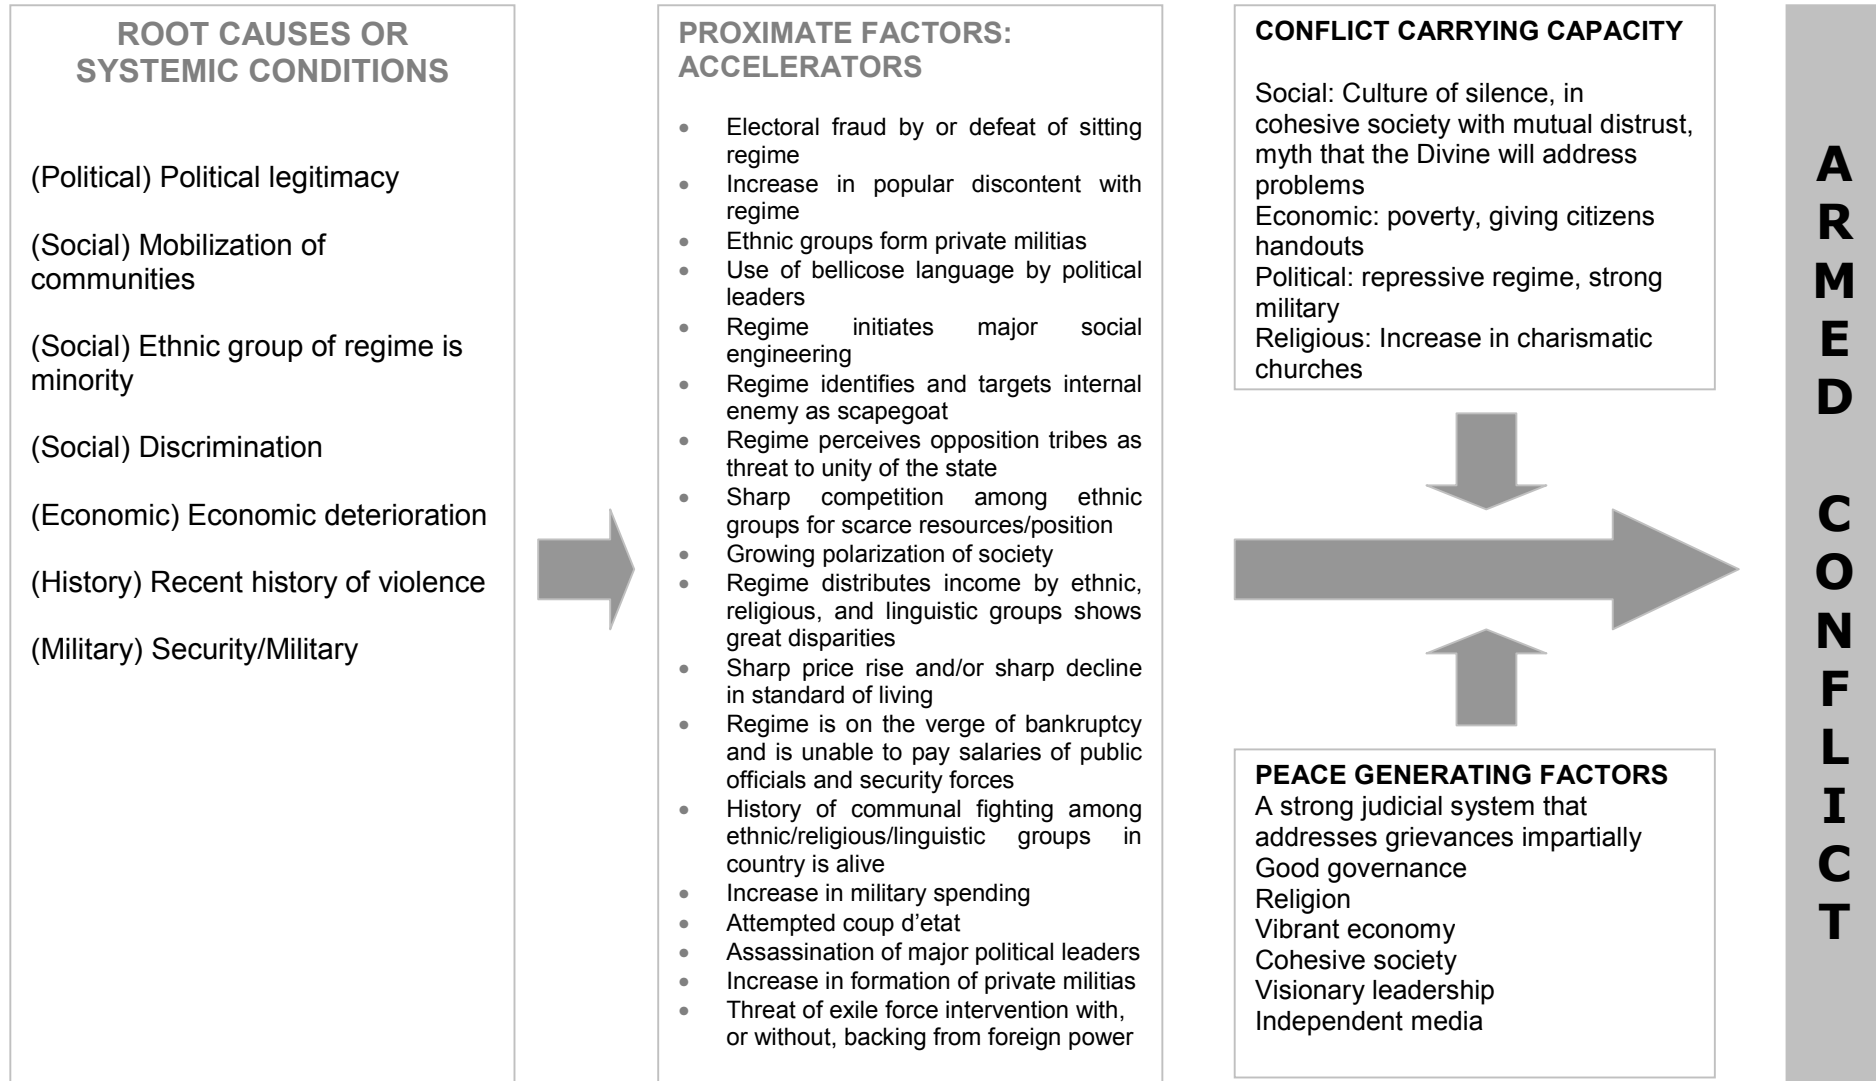 ROOT CAUSES OR
SYSTEMIC CONDITIONS
(Political) Political legitimacy
(Social) Mobilization of
communities
(Social) Ethnic group of regime is
minority
(Social) Discrimination
(Economic) Economic deterioration
(History) Recent history of violence
(Military) Security/Military
PROXIMATE FACTORS:
ACCELERATORS
• Electoral fraud by or defeat of sitting
regime
• Increase in popular discontent with
regime
• Ethnic groups form private militias
• Use of bellicose language by political
leaders
• Regime initiates major social
engineering
• Regime identifies and targets internal
enemy as scapegoat
• Regime perceives opposition tribes as
threat to unity of the state
• Sharp competition among ethnic
groups for scarce resources/position
• Growing polarization of society
• Regime distributes income by ethnic,
religious, and linguistic groups shows
great disparities
• Sharp price rise and/or sharp decline
in standard of living
• Regime is on the verge of bankruptcy
and is unable to pay salaries of public
officials and security forces
• History of communal fighting among
ethnic/religious/linguistic groups in
country is alive
• Increase in military spending
• Attempted coup d’etat
• Assassination of major political leaders
• Increase in formation of private militias
• Threat of exile force intervention with,
or without, backing from foreign power
CONFLICT CARRYING CAPACITY
Social: Culture of silence, in
cohesive society with mutual distrust,
myth that the Divine will address
problems
Economic: poverty, giving citizens
handouts
Political: repressive regime, strong
military
Religious: Increase in charismatic
churches
PEACE GENERATING FACTORS
A strong judicial system that
addresses grievances impartially
Good governance
Religion
Vibrant economy
Cohesive society
Visionary leadership
Independent media
ARMED CONFLICT